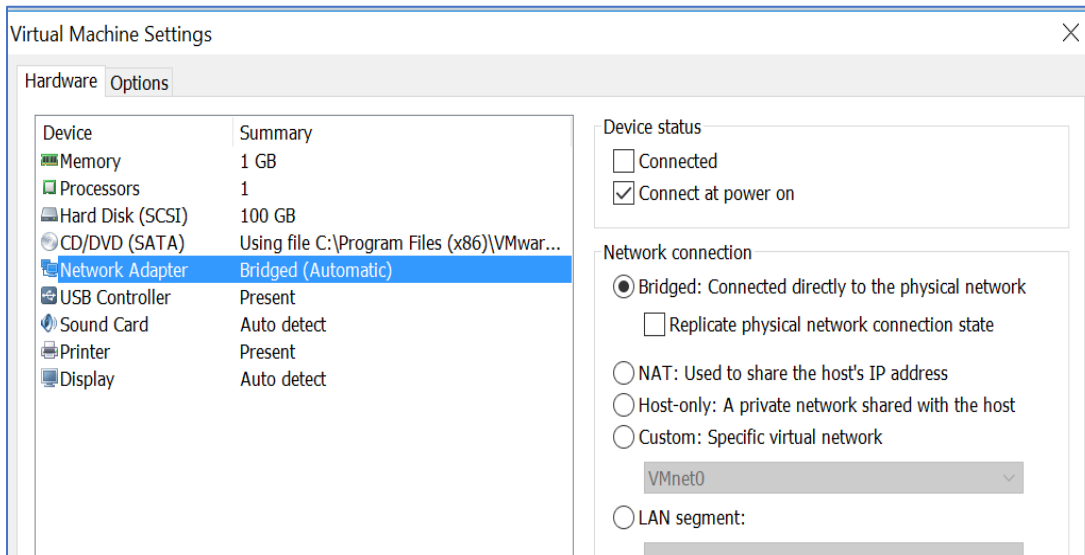 Virtual Machine Settings
Hardware Options
Device Summary
Memory 1 GB
Processors 1
Hard Disk (SCSI) 100 GB
CD/DVD (SATA) Using file C:\Program Files (x86)\VMwar...
Network Adapter Bridged (Automatic)
USB Controller Present
Sound Card Auto detect
Printer Present
Display Auto detect
Device status
Connected
Connect at power on
Network connection
Bridged: Connected directly to the physical network
Replicate physical network connection state
NAT: Used to share the host's IP address
Host-only: A private network shared with the host
Custom: Specific virtual network
VMnet0
LAN segment: